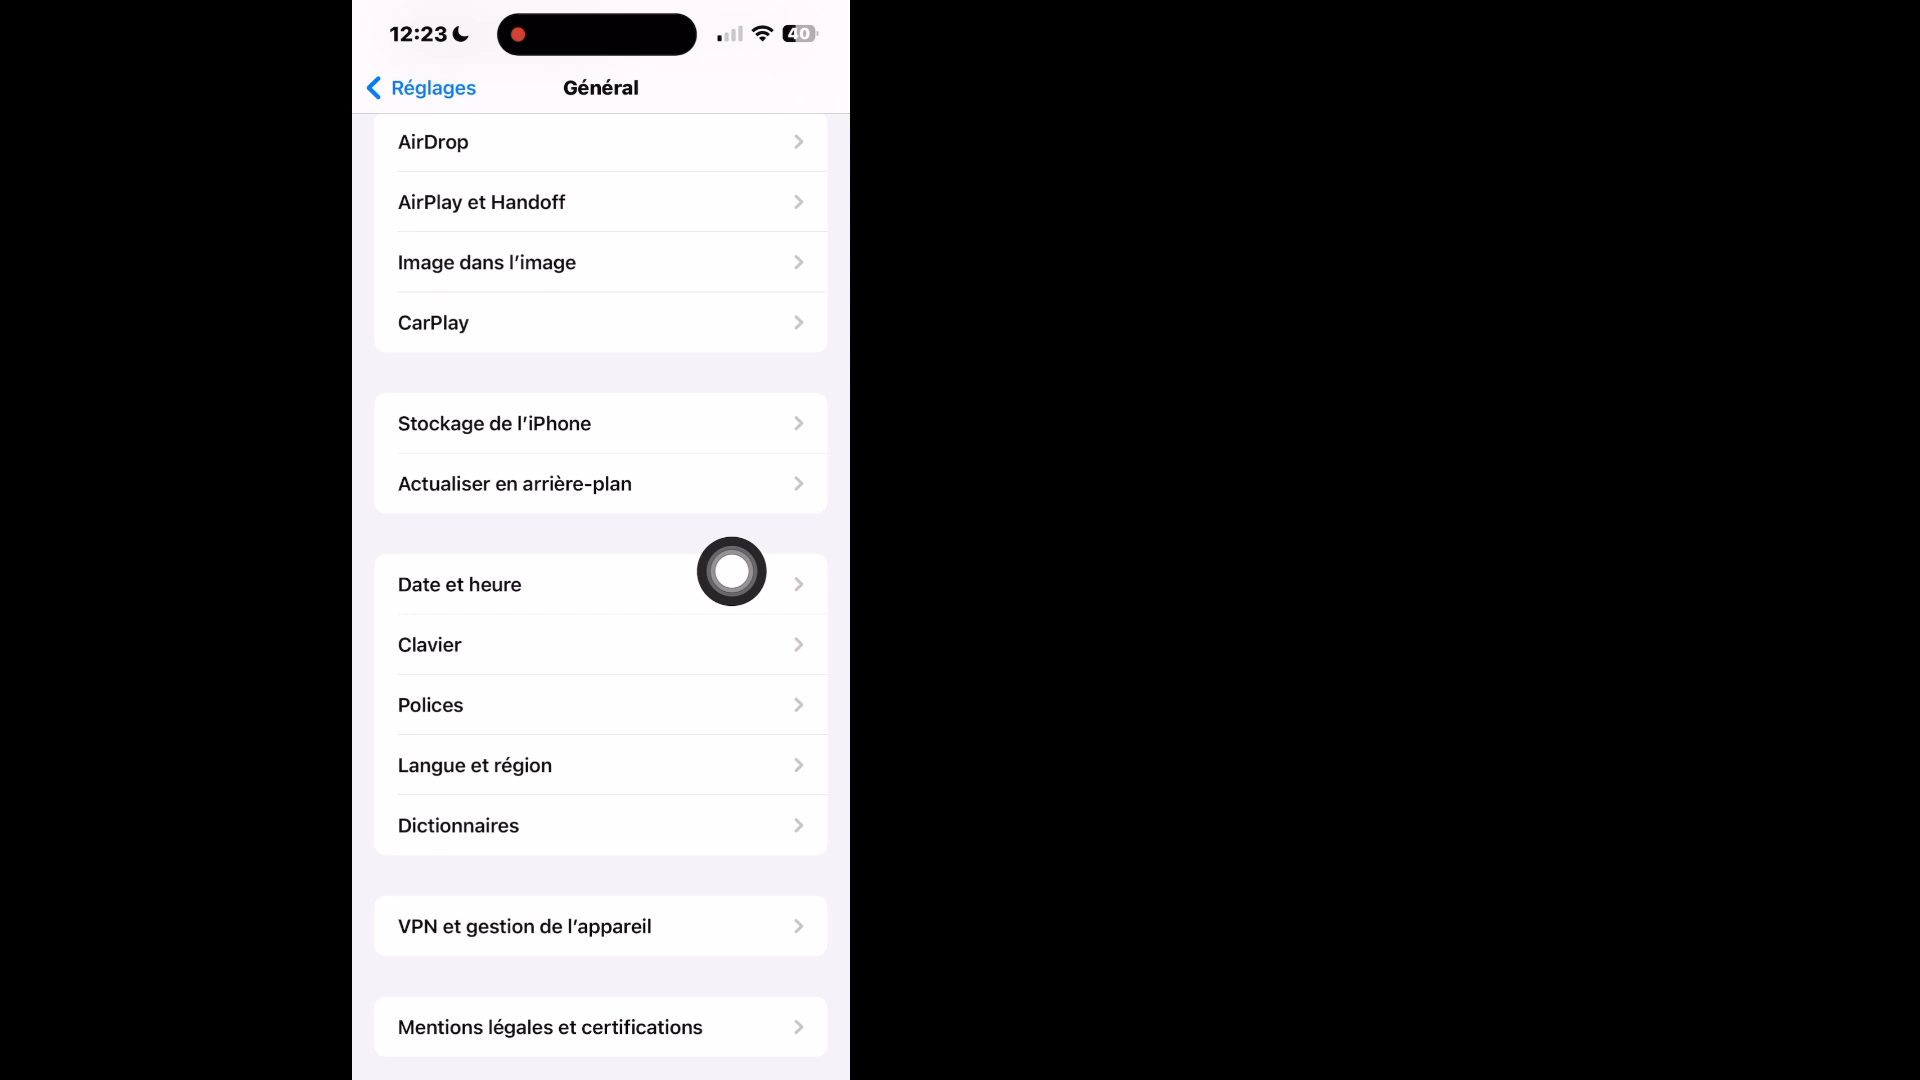 12:23
40
Réglages
Général
AirDrop
AirPlay et Handoff
Image dans l’image
CarPlay
Stockage de l’iPhone
Actualiser en arrière-plan
Date et heure
Clavier
Polices
Langue et région
Dictionnaires
VPN et gestion de l’appareil
Mentions légales et certifications